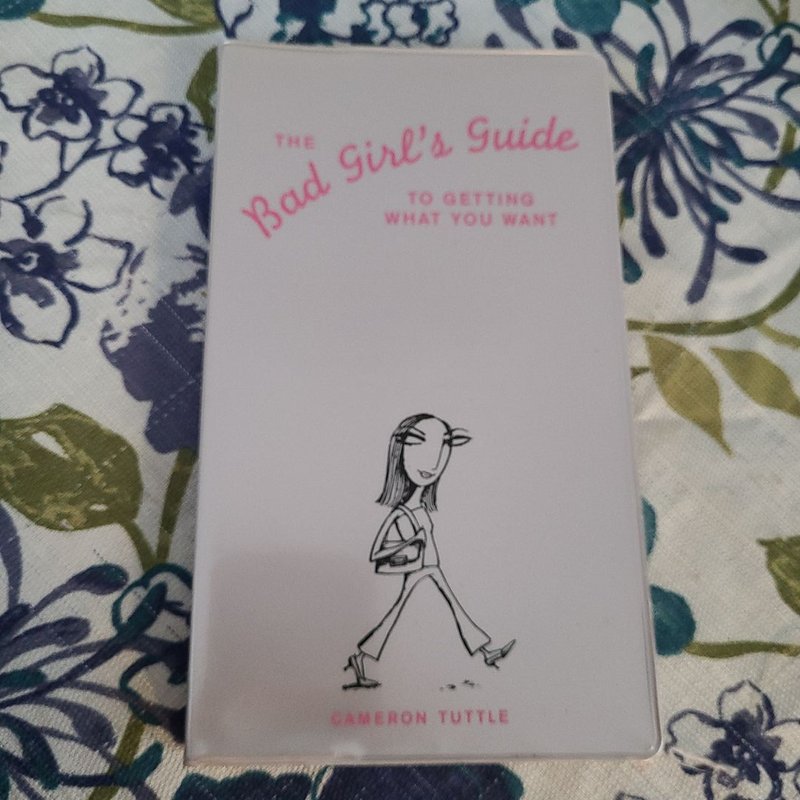 THE
Bad Girl's Guide
TO GETTING
WHAT YOU WANT
CAMERON TUTTLE